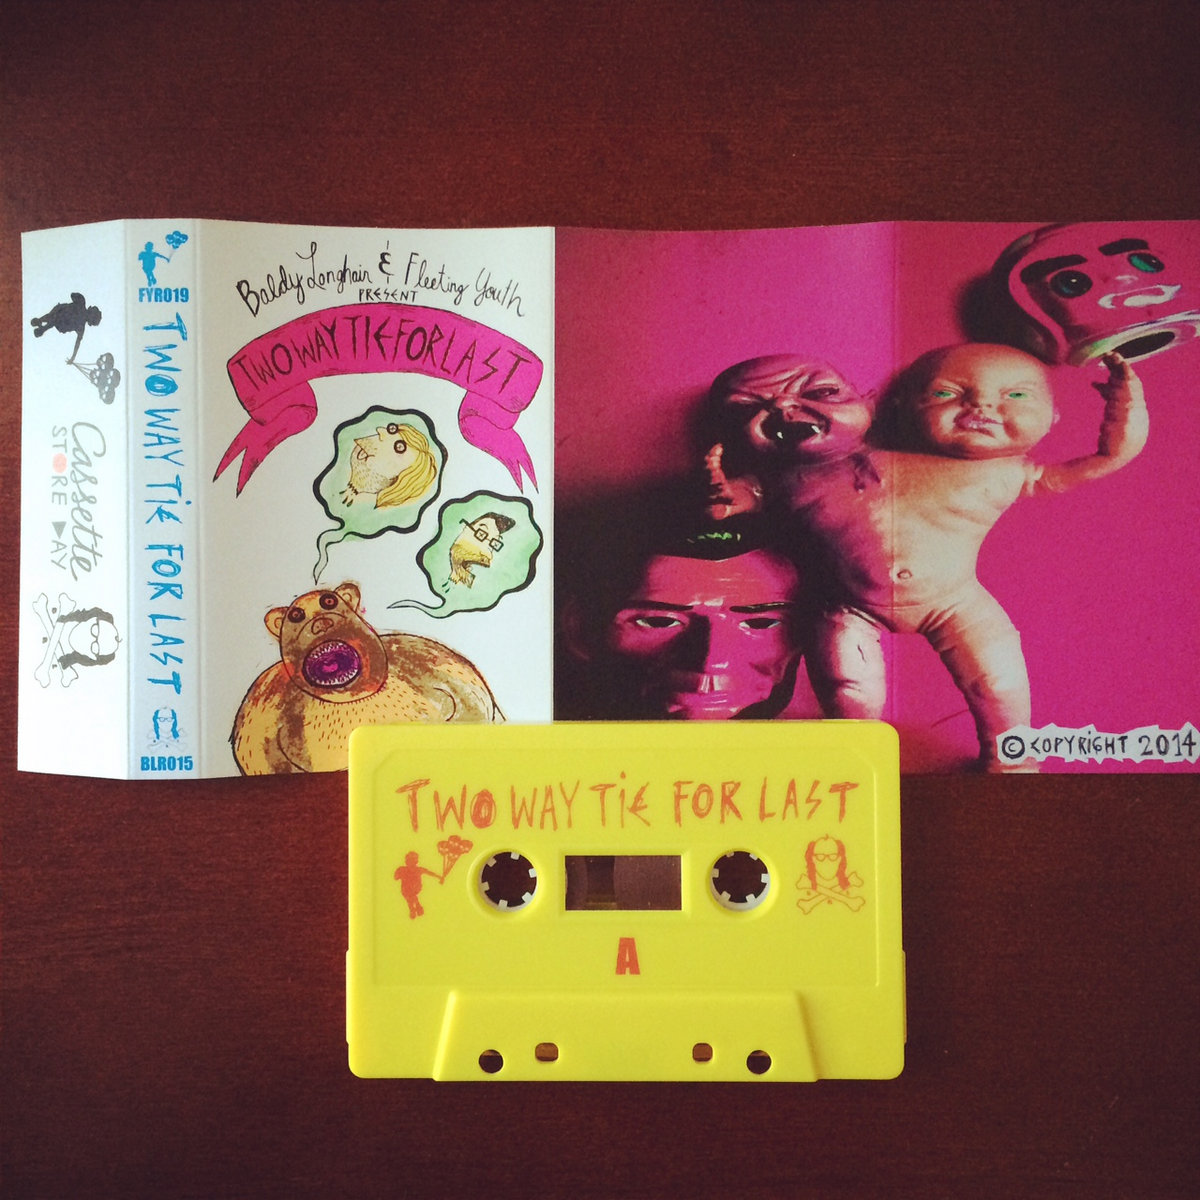 Cassette
STORE DAY
FYR019
TWO WAY TIE FOR LAST
BLR015
Baldy Longhair & Fleeting Youth
PRESENT
TWO WAY TIE FOR LAST
© COPYRIGHT 2014
TWO WAY TIE FOR LAST
A